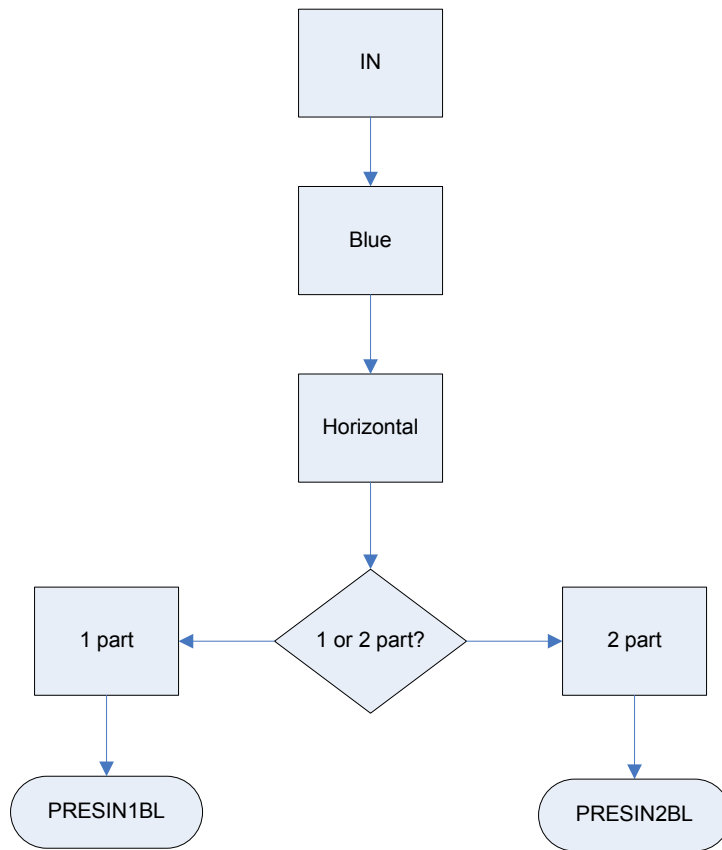 IN
Blue
Horizontal
1 part
1 or 2 part?
2 part
PRESIN1BL
PRESIN2BL